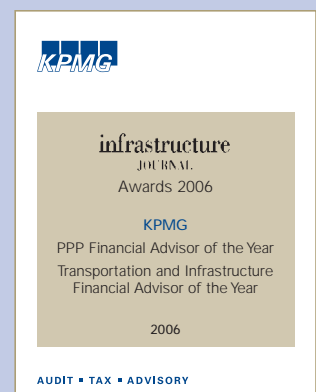 KPMG
infrastructure
JOURNAL
Awards 2006
KPMG
PPP Financial Advisor of the Year
Transportation and Infrastructure
Financial Advisor of the Year
2006
AUDIT ▪ TAX ▪ ADVISORY